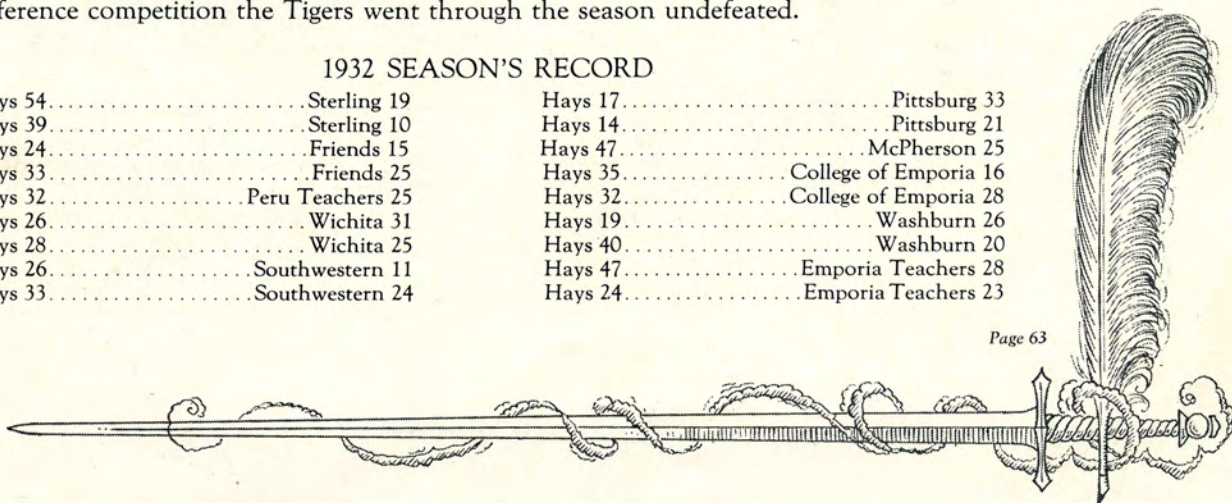 ference competition the Tigers went through the season undefeated.
1932 SEASON'S RECORD
ys 54........................Sterling 19
ys 39........................Sterling 10
ys 24........................Friends 15
ys 33........................Friends 25
ys 32..................Peru Teachers 25
ys 26........................Wichita 31
ys 28........................Wichita 25
ys 26...................Southwestern 11
ys 33...................Southwestern 24
Hays 17........................Pittsburg 33
Hays 14........................Pittsburg 21
Hays 47......................McPherson 25
Hays 35...............College of Emporia 16
Hays 32...............College of Emporia 28
Hays 19.......................Washburn 26
Hays 40.......................Washburn 20
Hays 47................Emporia Teachers 28
Hays 24................Emporia Teachers 23
Page 63